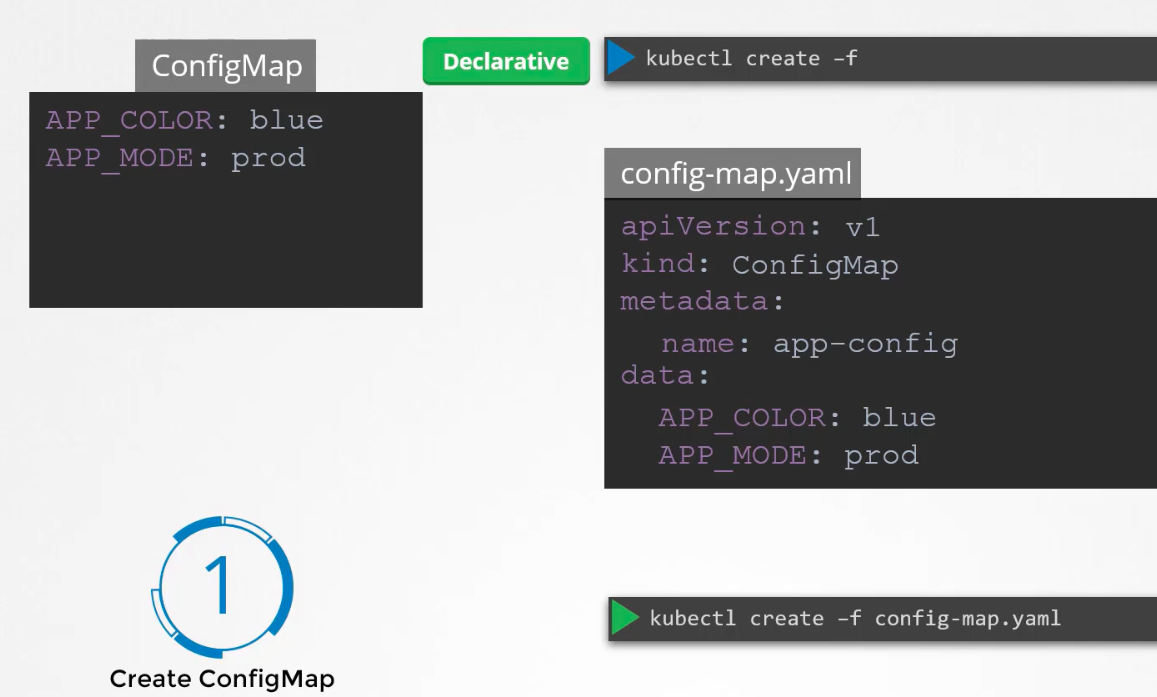 ConfigMap
APP_COLOR: blue
APP_MODE: prod
Declarative
kubectl create –f
config-map.yaml
apiVersion: v1
kind: ConfigMap
metadata:
  name: app-config
data:
  APP_COLOR: blue
  APP_MODE: prod
1
Create ConfigMap
kubectl create –f config-map.yaml